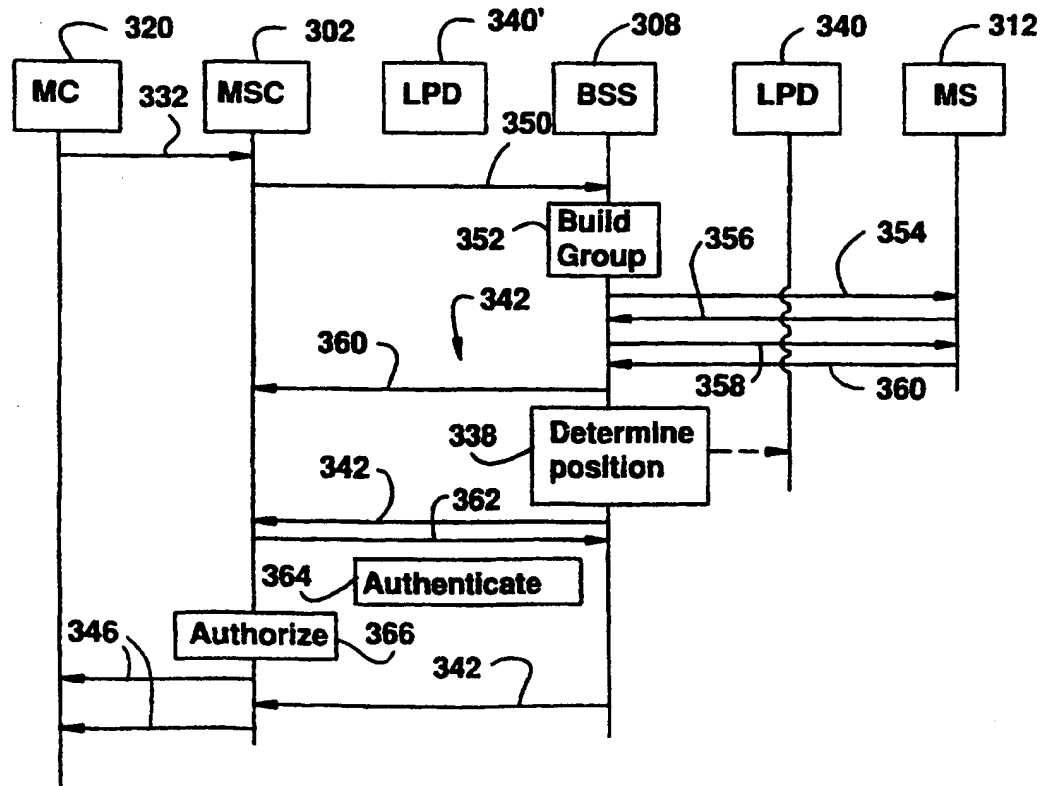 320
302
340'
308
340
312
MC
332
MSC
LPD
BSS
LPD
MS
350
352
Build
Group
356
354
342
360
358
360
338
Determine
position
342
362
364
Authenticate
346
Authorize
366
342